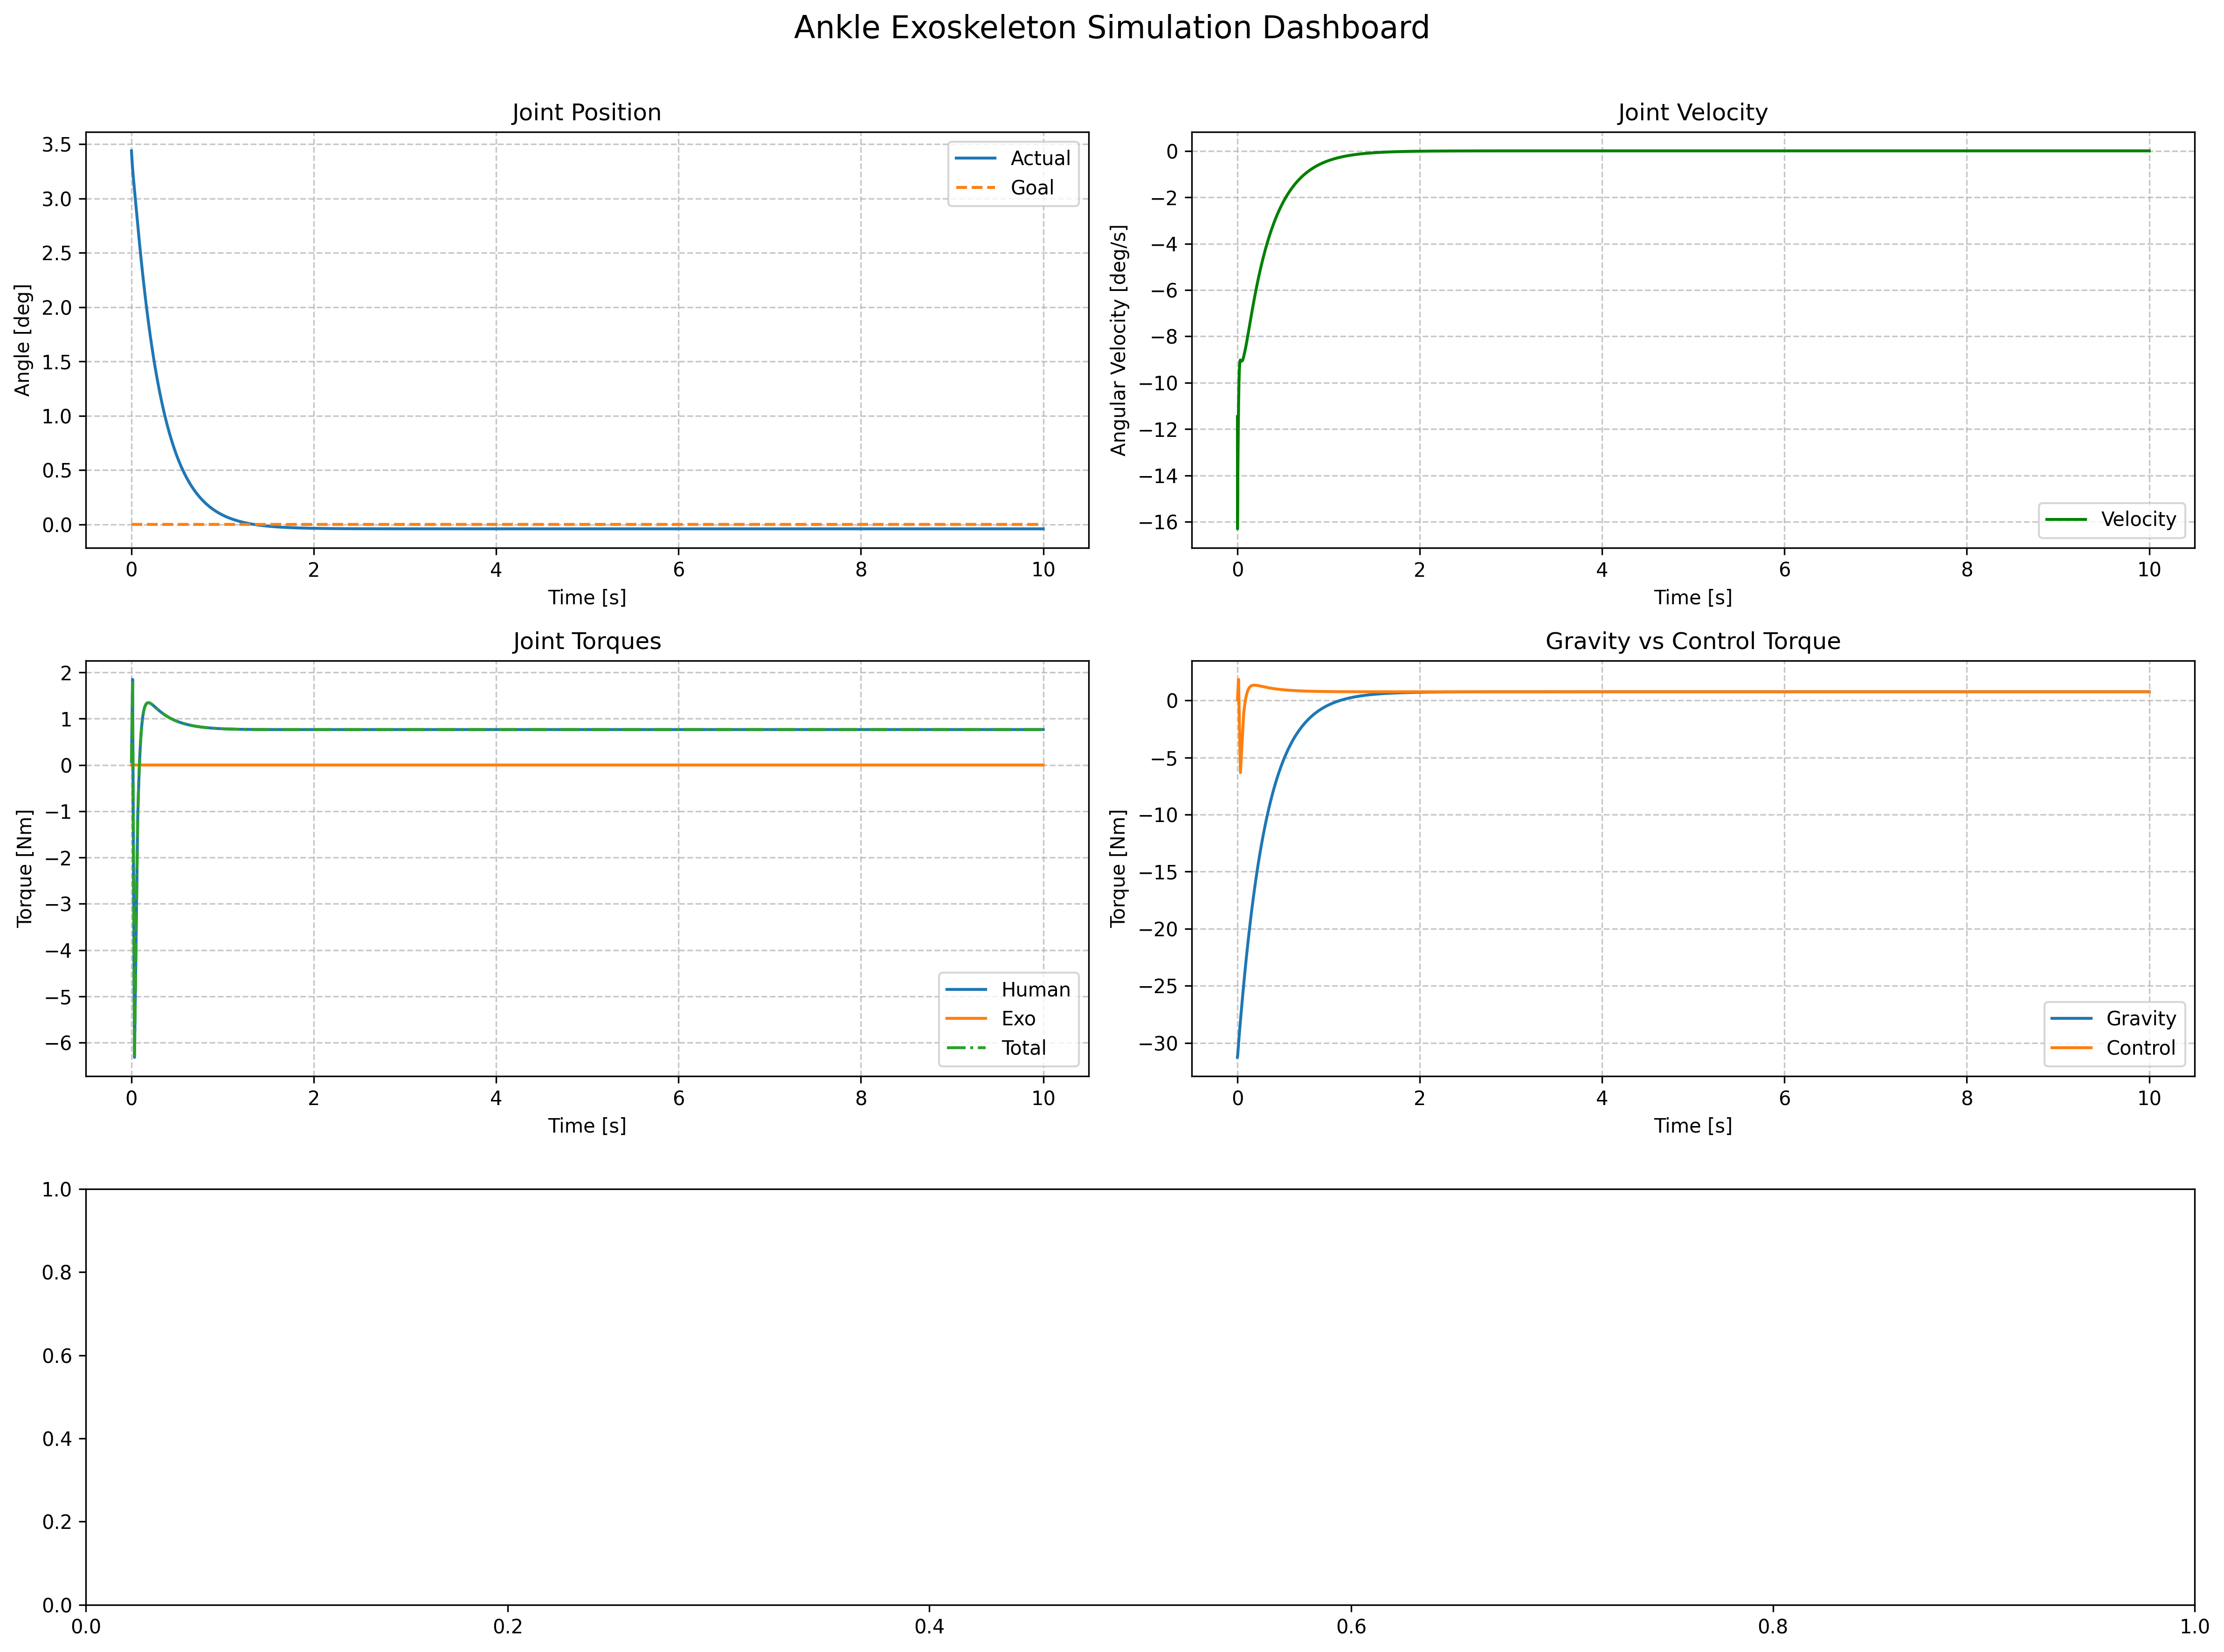 Ankle Exoskeleton Simulation Dashboard
Joint Position
3.5
3.0
2.5
2.0
1.5
1.0
0.5
0.0
Angle [deg]
Actual
Goal
0 2 4 6 8 10
Time [s]
Joint Velocity
0
−2
−4
−6
−8
−10
−12
−14
−16
Angular Velocity [deg/s]
Velocity
0 2 4 6 8 10
Time [s]
Joint Torques
2
1
0
−1
−2
−3
−4
−5
−6
Torque [Nm]
Human
Exo
Total
0 2 4 6 8 10
Time [s]
Gravity vs Control Torque
0
−5
−10
−15
−20
−25
−30
Torque [Nm]
Gravity
Control
0 2 4 6 8 10
Time [s]
1.0
0.8
0.6
0.4
0.2
0.0
0.0 0.2 0.4 0.6 0.8 1.0